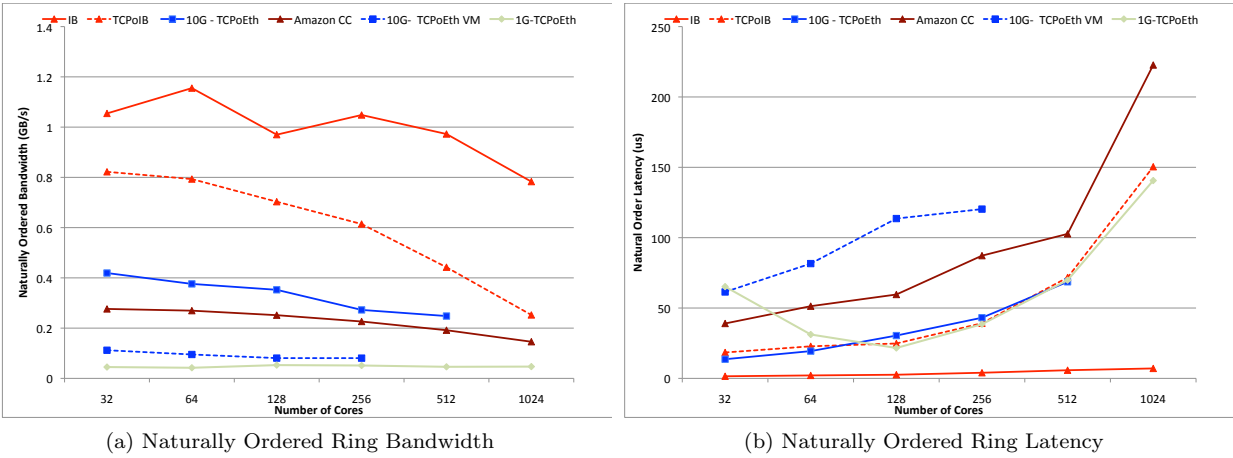 IB TCPoIB 10G - TCPoEth Amazon CC 10G- TCPoEth VM 1G-TCPoEth
1.4
1.2
1
0.8
0.6
0.4
0.2
0
Naturally Ordered Bandwidth (GB/s)
32 64 128 256 512 1024
Number of Cores
(a) Naturally Ordered Ring Bandwidth
IB TCPoIB 10G - TCPoEth Amazon CC 10G- TCPoEth VM 1G-TCPoEth
250
200
150
100
50
0
Natural Order Latency (us)
32 64 128 256 512 1024
Number of Cores
(b) Naturally Ordered Ring Latency